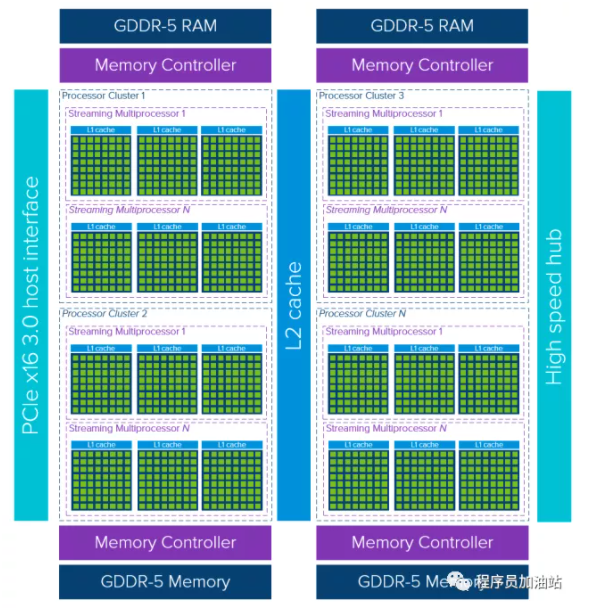 GDDR-5 RAM
GDDR-5 RAM
Memory Controller
Memory Controller
PCIe x16 3.0 host interface
Processor Cluster 1
Streaming Multiprocessor 1
L1 cache L1 cache L1 cache
Streaming Multiprocessor N
L1 cache L1 cache L1 cache
Processor Cluster 2
Streaming Multiprocessor 1
L1 cache L1 cache L1 cache
Streaming Multiprocessor N
L1 cache L1 cache L1 cache
L2 cache
Processor Cluster 3
Streaming Multiprocessor 1
L1 cache L1 cache L1 cache
Streaming Multiprocessor N
L1 cache L1 cache L1 cache
Processor Cluster N
Streaming Multiprocessor 1
L1 cache L1 cache L1 cache
Streaming Multiprocessor N
L1 cache L1 cache L1 cache
High speed hub
Memory Controller
Memory Controller
GDDR-5 Memory
GDDR-5 Memory
程序员加油站